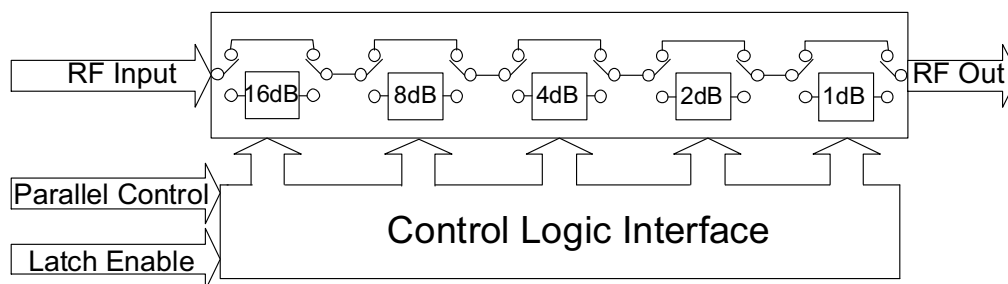 RF Input
16dB
8dB
4dB
2dB
1dB
RF Out
Parallel Control
Latch Enable
Control Logic Interface